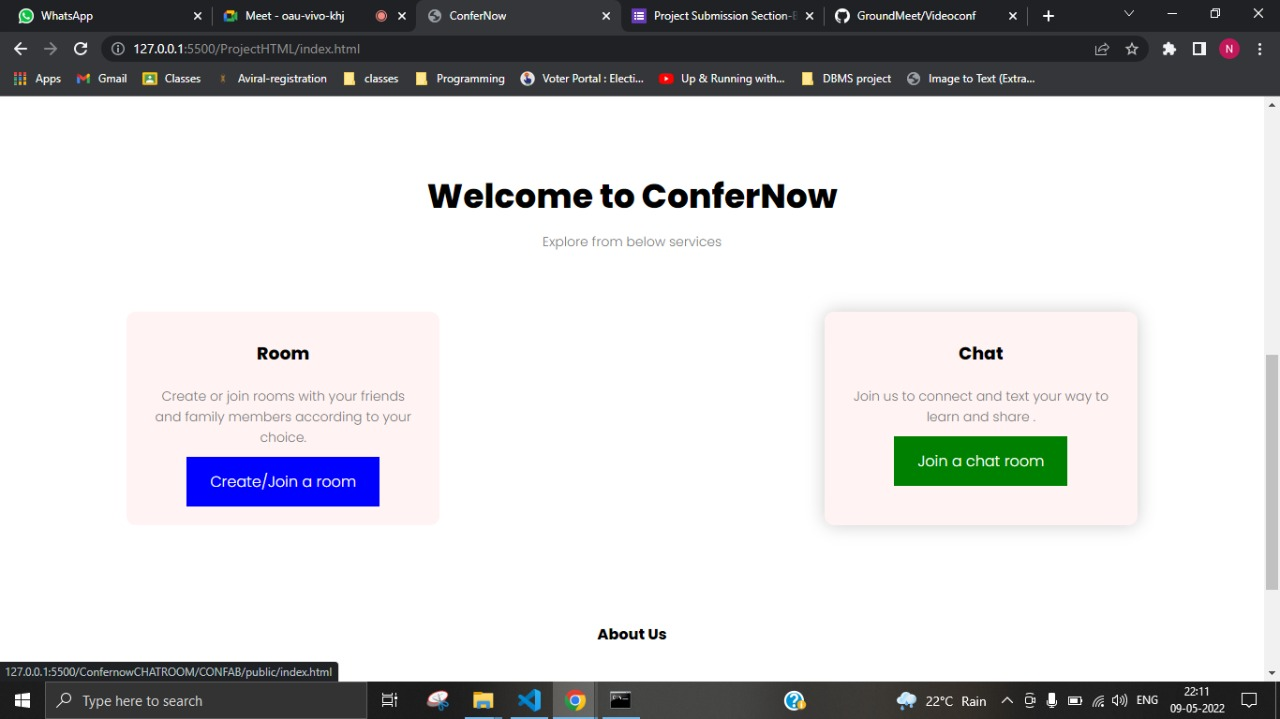 WhatsApp
Meet - oau-vivo-khj
ConferNow
Project Submission Section-E
GroundMeet/Videoconf
127.0.0.1:5500/ProjectHTML/index.html
N
Apps
Gmail
Classes
Aviral-registration
classes
Programming
Voter Portal : Electi...
Up & Running with...
DBMS project
Image to Text (Extra...
Welcome to ConferNow
Explore from below services
Room
Create or join rooms with your friends
and family members according to your
choice.
Create/Join a room
Chat
Join us to connect and text your way to
learn and share .
Join a chat room
About Us
127.0.0.1:5500/ConfernowCHATROOM/CONFAB/public/index.html
Type here to search
22°C Rain
ENG
22:11
09-05-2022